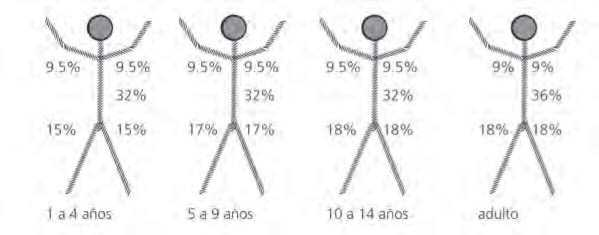 9.5% 9.5% 9.5% 9.5% 9.5% 9.5% 9% 9%
32% 32% 32% 36%
15% 15% 17% 17% 18% 18% 18% 18%
1 a 4 años 5 a 9 años 10 a 14 años adulto